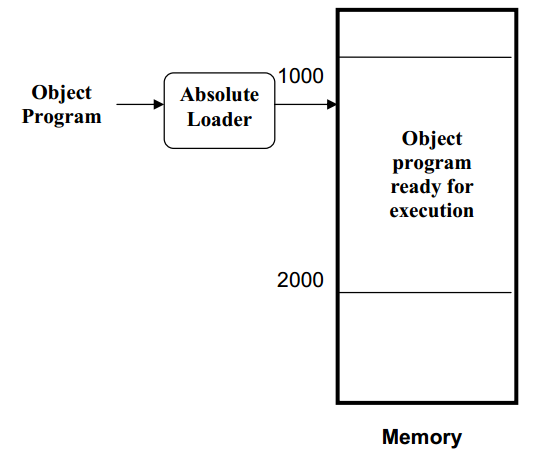 Object
Program
Absolute
Loader
1000
Object
program
ready for
execution
2000
Memory